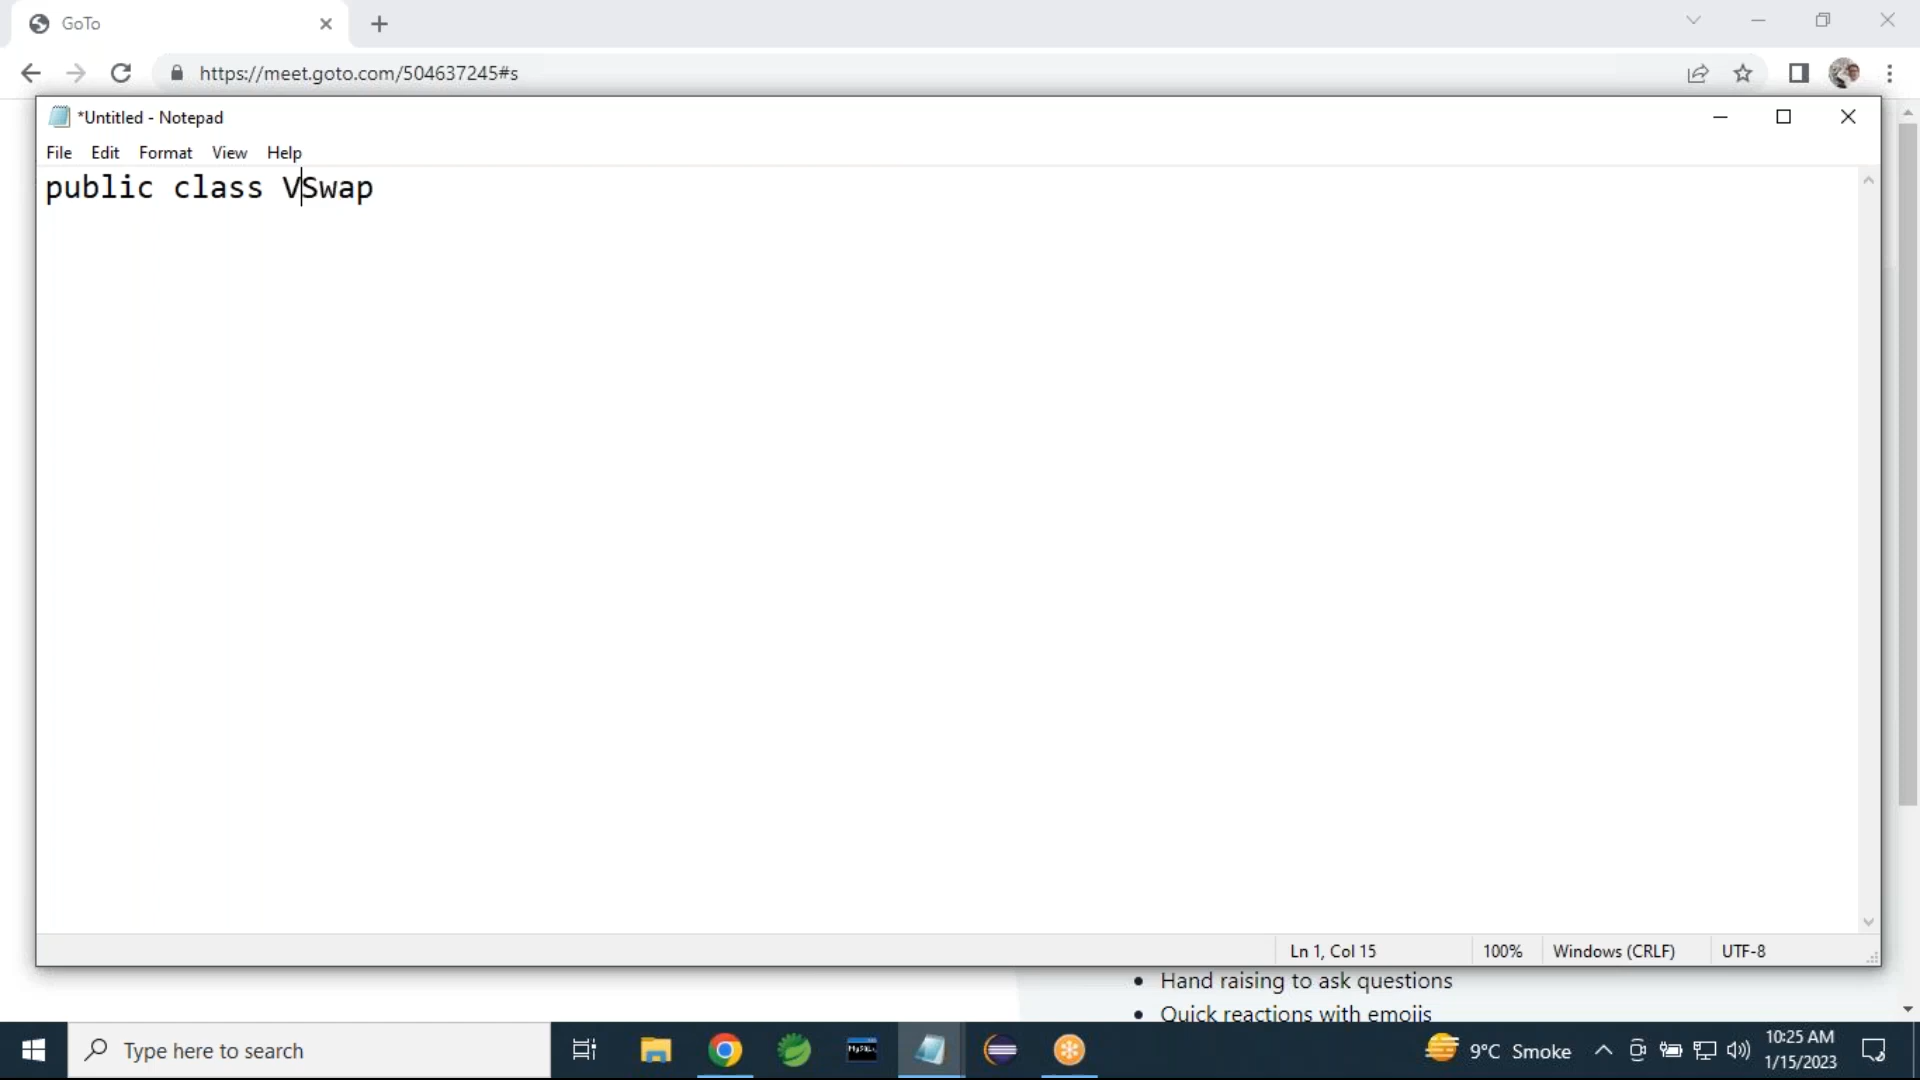 GoTo
https://meet.goto.com/504637245#s
*Untitled - Notepad
File Edit Format View Help
public class VSwap
Ln 1, Col 15 100% Windows (CRLF) UTF-8
• Hand raising to ask questions
• Quick reactions with emojis
Type here to search
MySQL
9°C Smoke
10:25 AM
1/15/2023